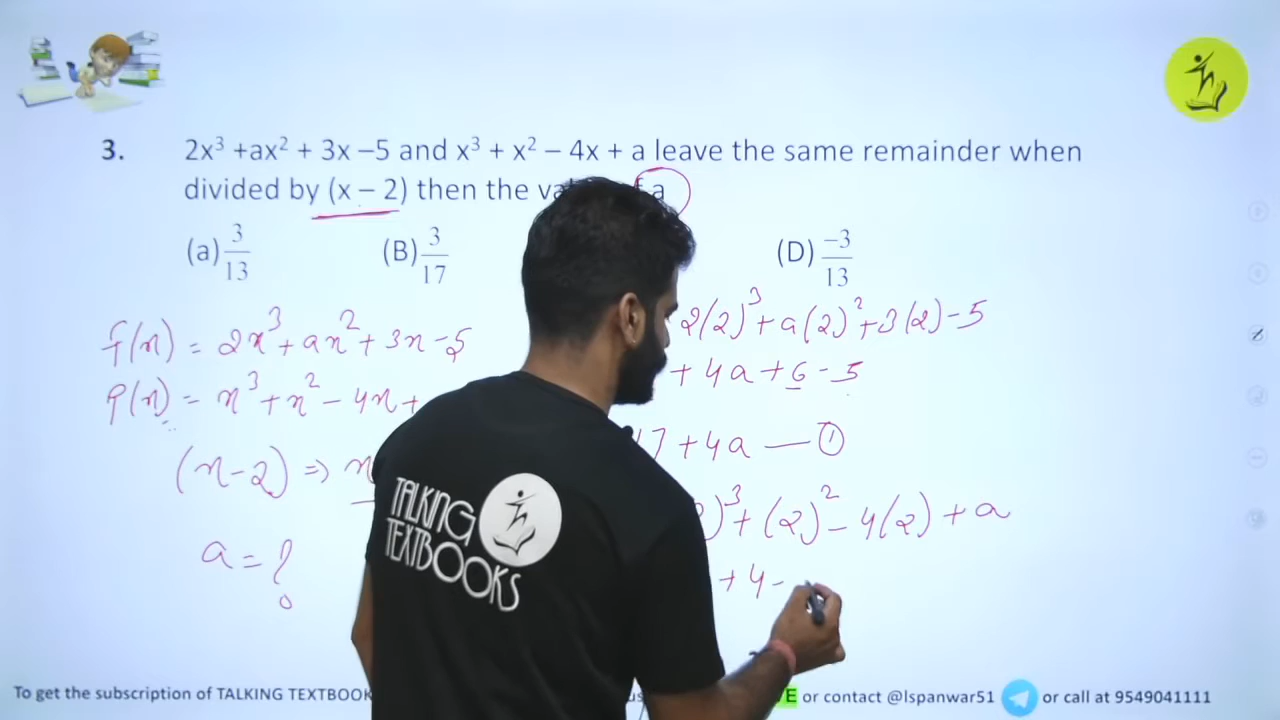 3. 2x³ +ax² + 3x –5 and x³ + x² – 4x + a leave the same remainder when
divided by (x – 2) then the a
(a) 3/13 (B) 3/17 (D) –3/13
f(x) = 2x³ + ax² + 3x - 5
p(x) = x³ + x² - 4x +
(x-2) => x
a = ?
2(2)³ + a(2)² + 3(2) - 5
+ 4a + 6 - 5
+ 4a — ①
)³ + (2)² - 4(2) + a
+ 4 -
TALKING
TEXTBOOKS
To get the subscription of TALKING TEXTBOOK or contact @lspanwar51 or call at 9549041111